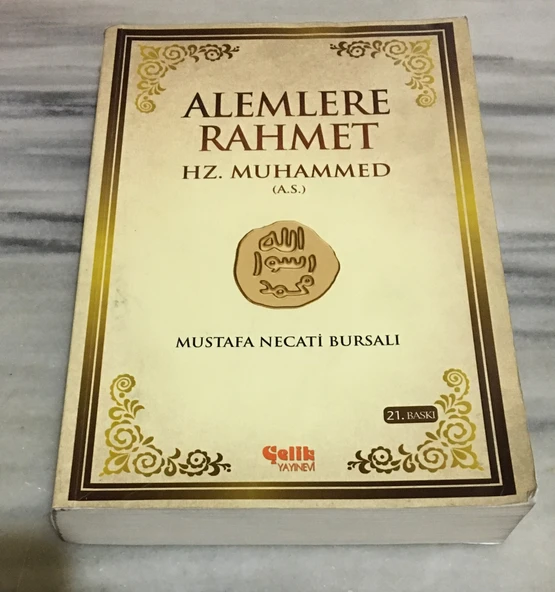 ALEMLERE
RAHMET
HZ. MUHAMMED
(A.S.)
الله
رسول
محمد
MUSTAFA NECATİ BURSALI
21. BASKI
Çelik
YAYINEVİ